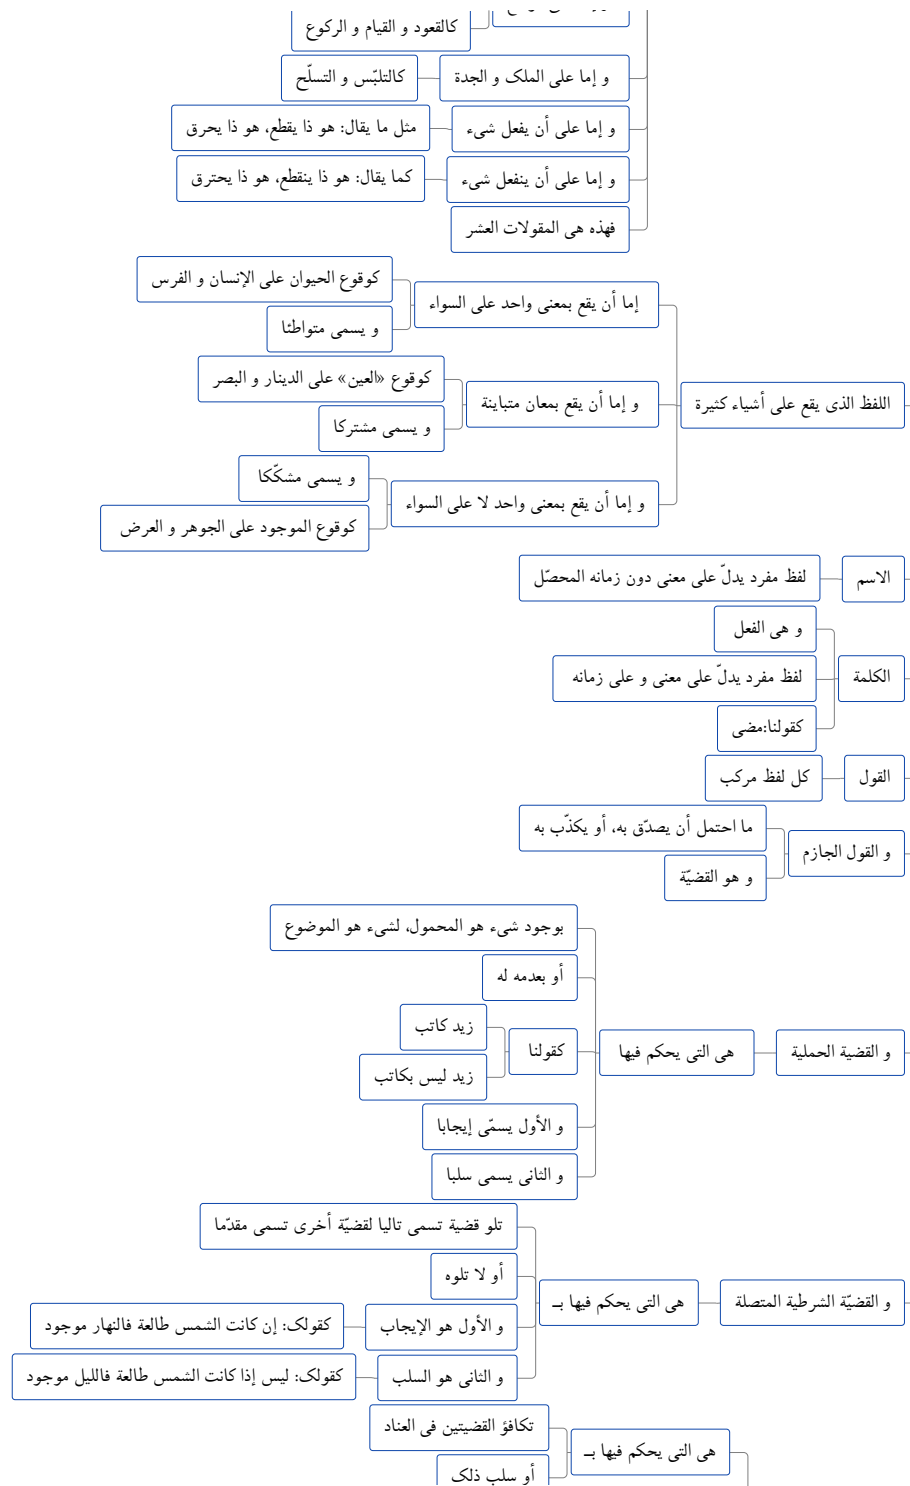 كالقعود و القيام و الركوع
و إما على الملک و الجدة
كالتلبّس و التسلّح
و إما على أن يفعل شىء
مثل ما يقال: هو ذا يقطع، هو ذا يحرق
و إما على أن ينفعل شىء
كما يقال: هو ذا ينقطع، هو ذا يحترق
فهذه هى المقولات العشر
اللفظ الذى يقع على أشياء كثيرة
إما أن يقع بمعنى واحد على السواء
كوقوع الحيوان على الإنسان و الفرس
و يسمى متواطئا
و إما أن يقع بمعان متباينة
كوقوع «العين» على الدينار و البصر
و يسمى مشتركا
و إما أن يقع بمعنى واحد لا على السواء
و يسمى مشكّكا
كوقوع الموجود على الجوهر و العرض
الاسم
لفظ مفرد يدلّ على معنى دون زمانه المحصّل
الكلمة
و هى الفعل
لفظ مفرد يدلّ على معنى و على زمانه
كقولنا:مضى
القول
كل لفظ مركب
و القول الجازم
ما احتمل أن يصدّق به، أو يكذّب به
و هو القضيّة
و القضية الحملية
هى التى يحكم فيها
بوجود شىء هو المحمول، لشىء هو الموضوع
أو بعدمه له
كقولنا
زيد كاتب
زيد ليس بكاتب
و الأول يسمّى إيجابا
و الثانى يسمى سلبا
و القضيّة الشرطية المتصلة
هى التى يحكم فيها بـ
تلو قضية تسمى تاليا لقضيّة أخرى تسمى مقدّما
أو لا تلوه
و الأول هو الإيجاب
كقولک: إن كانت الشمس طالعة فالنهار موجود
و الثانى هو السلب
كقولک: ليس إذا كانت الشمس طالعة فالليل موجود
هى التى يحكم فيها بـ
تكافؤ القضيتين فى العناد
أو سلب ذلک